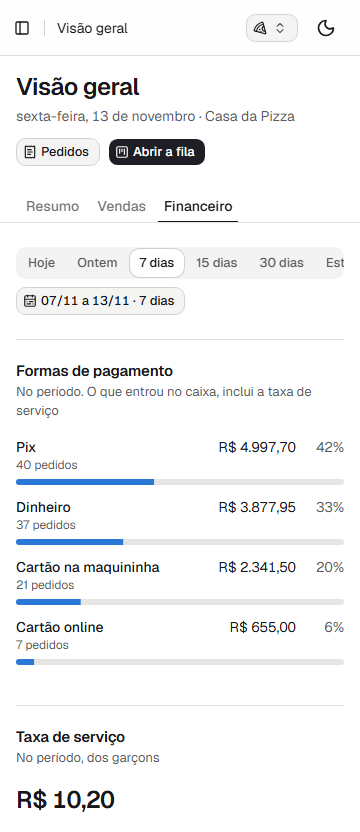 Visão geral
Visão geral
sexta-feira, 13 de novembro · Casa da Pizza
Pedidos
Abrir a fila
Resumo Vendas Financeiro
Hoje Ontem 7 dias 15 dias 30 dias Est
07/11 a 13/11 · 7 dias
Formas de pagamento
No período. O que entrou no caixa, inclui a taxa de
serviço
Pix R$ 4.997,70 42%
40 pedidos
Dinheiro R$ 3.877,95 33%
37 pedidos
Cartão na maquininha R$ 2.341,50 20%
21 pedidos
Cartão online R$ 655,00 6%
7 pedidos
Taxa de serviço
No período, dos garçons
R$ 10,20